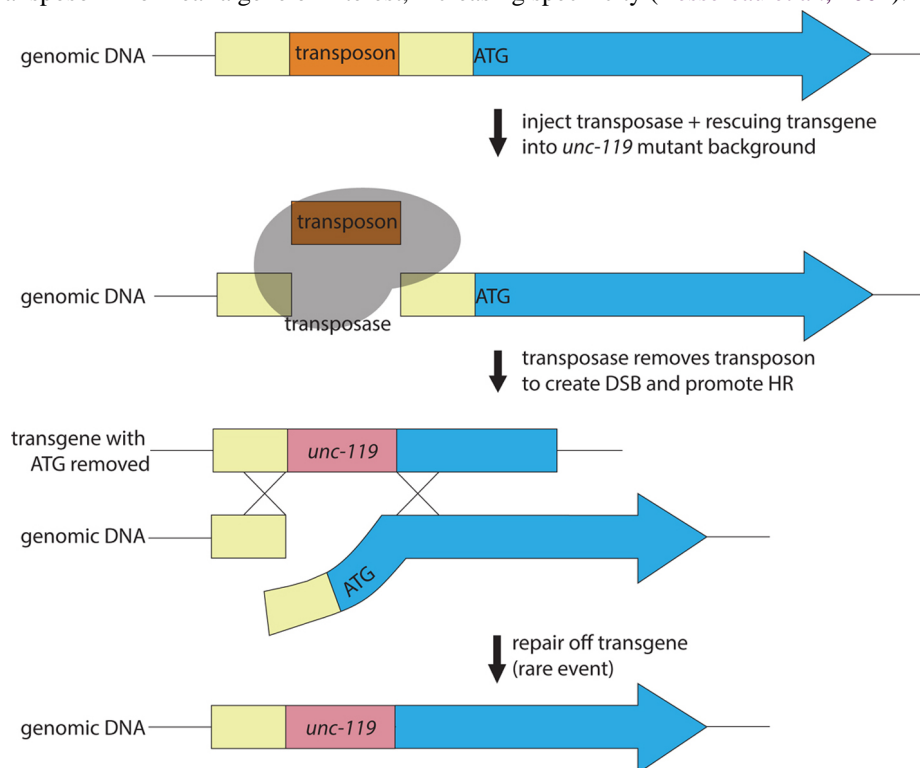 genomic DNA
transposon
ATG
inject transposase + rescuing transgene
into unc-119 mutant background
transposon
genomic DNA
ATG
transposase
transposase removes transposon
to create DSB and promote HR
transgene with
ATG removed
unc-119
genomic DNA
ATG
repair off transgene
(rare event)
genomic DNA
unc-119